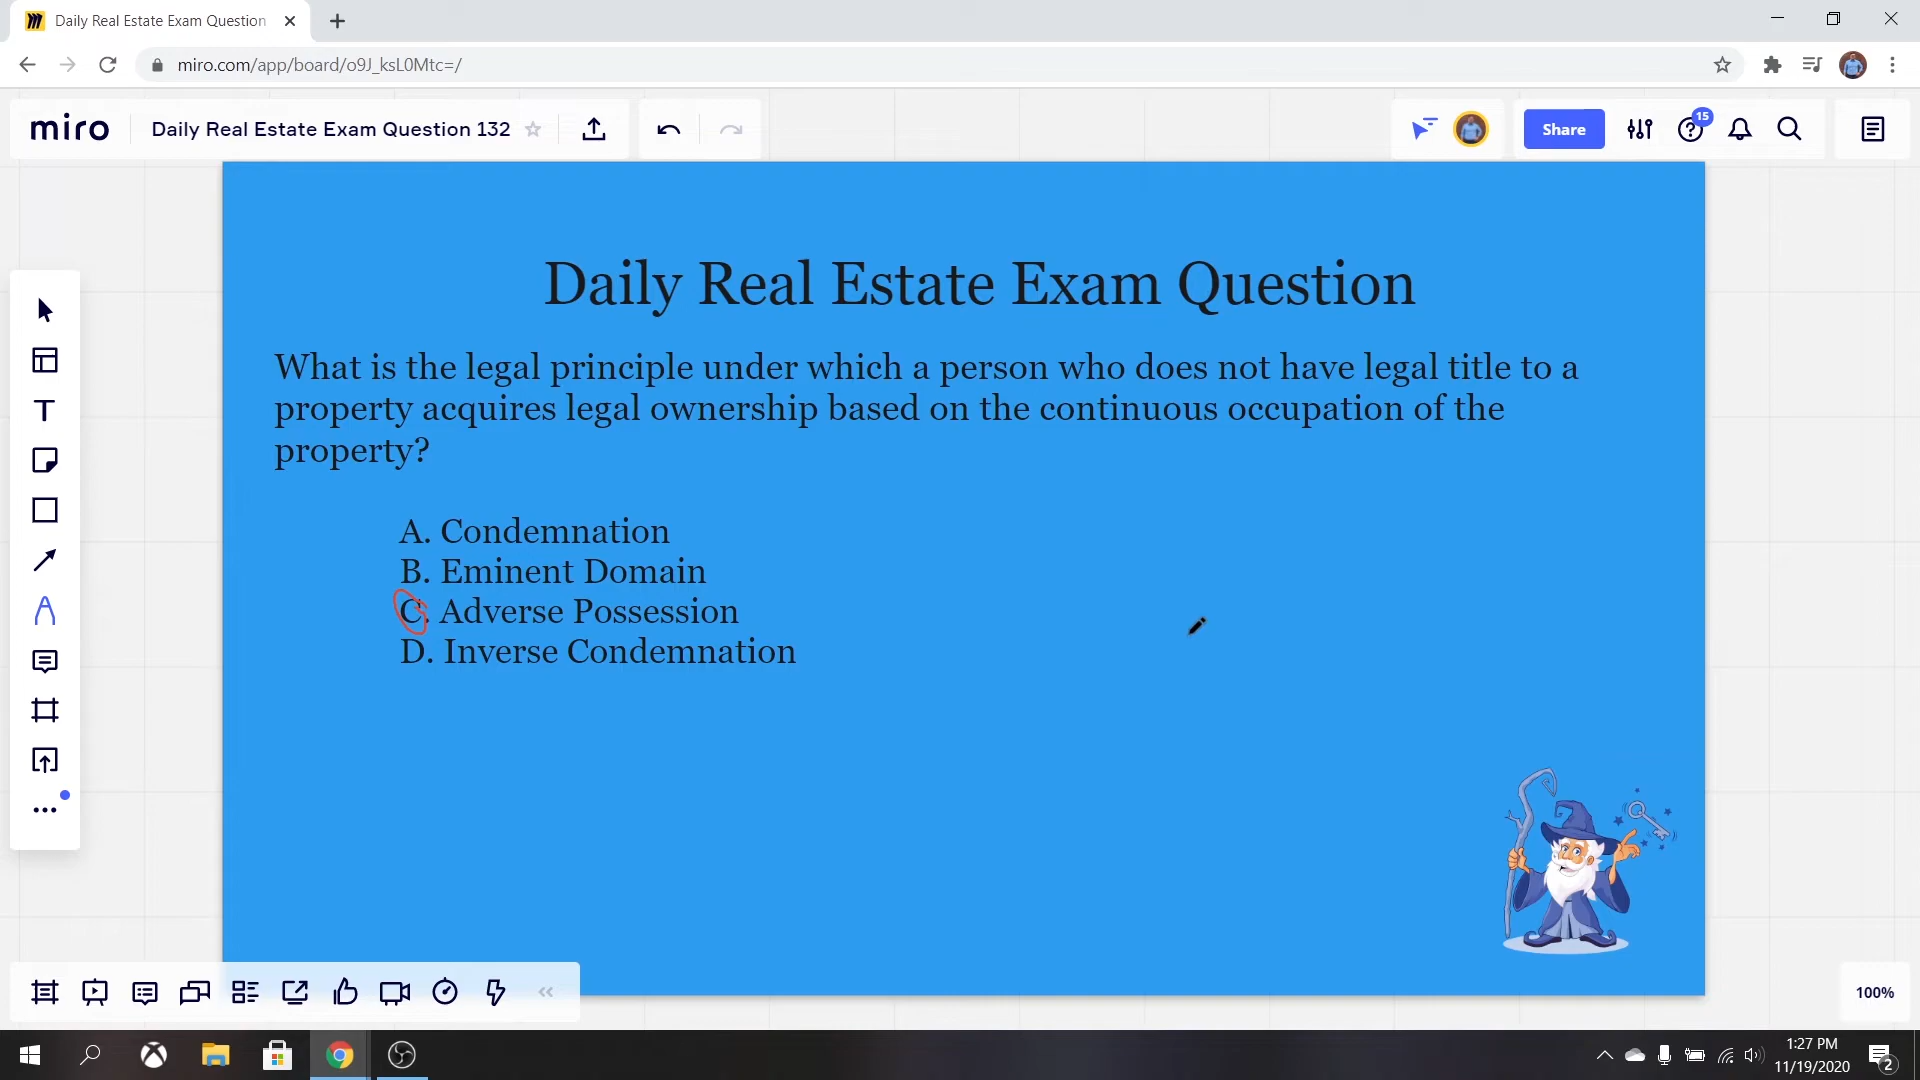 Daily Real Estate Exam Question
miro.com/app/board/o9J_ksL0Mtc=/
miro
Daily Real Estate Exam Question 132
Share
15
Daily Real Estate Exam Question
What is the legal principle under which a person who does not have legal title to a
property acquires legal ownership based on the continuous occupation of the
property?
A. Condemnation
B. Eminent Domain
C. Adverse Possession
D. Inverse Condemnation
100%
1:27 PM
11/19/2020
2